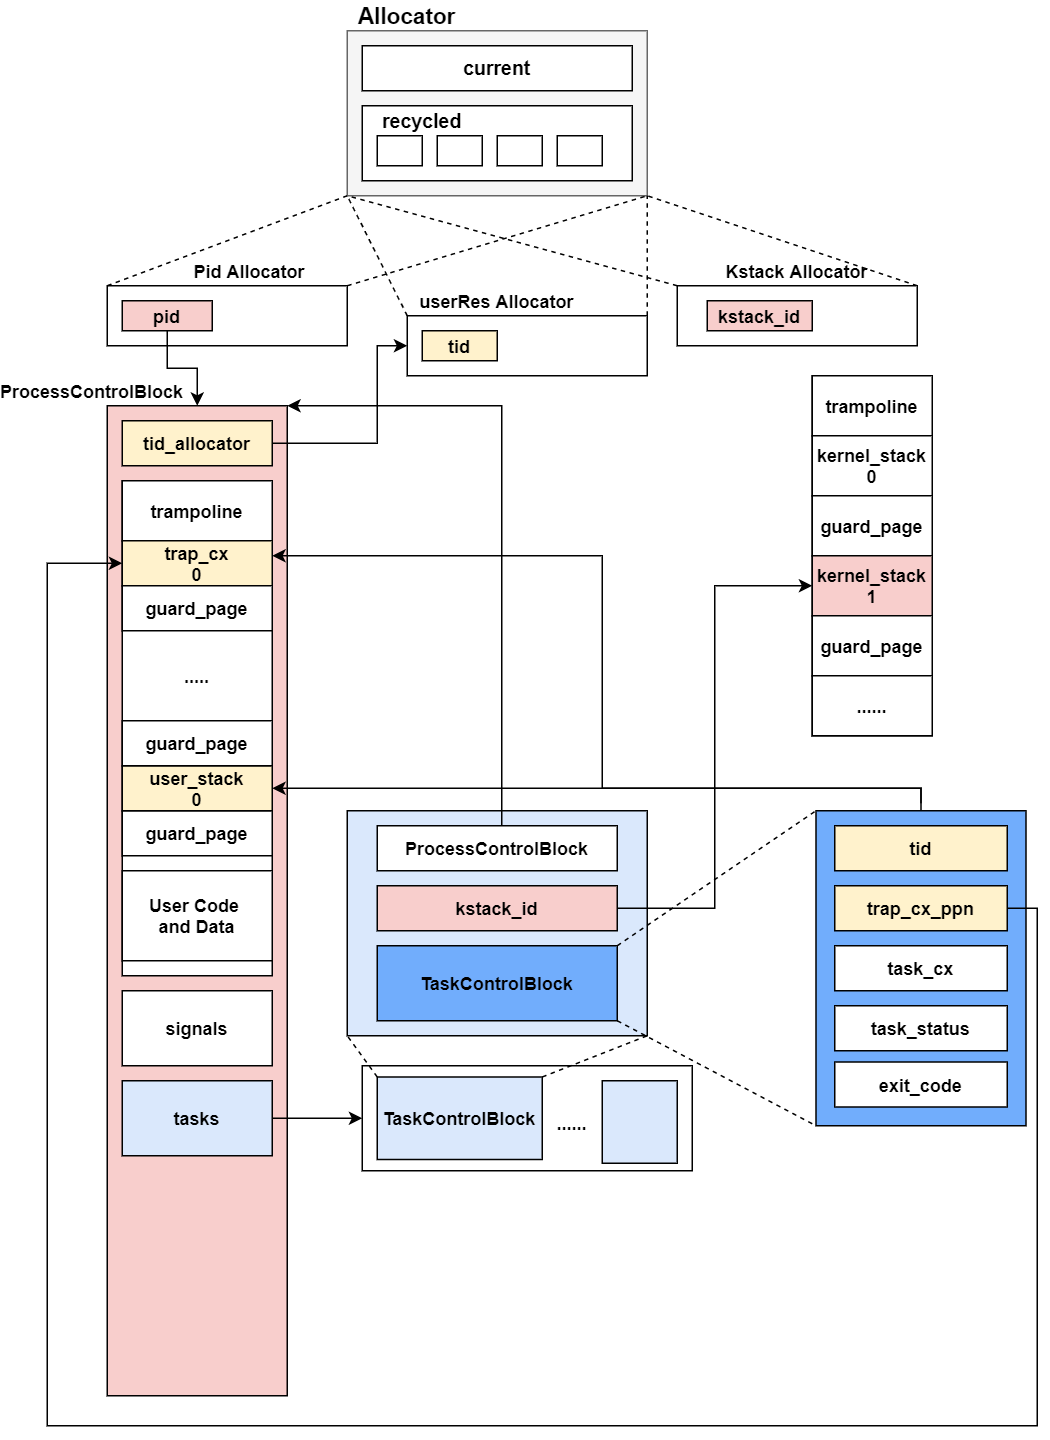 Allocator
current
recycled
Pid Allocator
pid
userRes Allocator
tid
Kstack Allocator
kstack_id
ProcessControlBlock
tid_allocator
trampoline
trap_cx
0
guard_page
.....
guard_page
user_stack
0
guard_page
User Code
and Data
signals
tasks
trampoline
kernel_stack
0
guard_page
kernel_stack
1
guard_page
......
ProcessControlBlock
kstack_id
TaskControlBlock
TaskControlBlock
......
tid
trap_cx_ppn
task_cx
task_status
exit_code